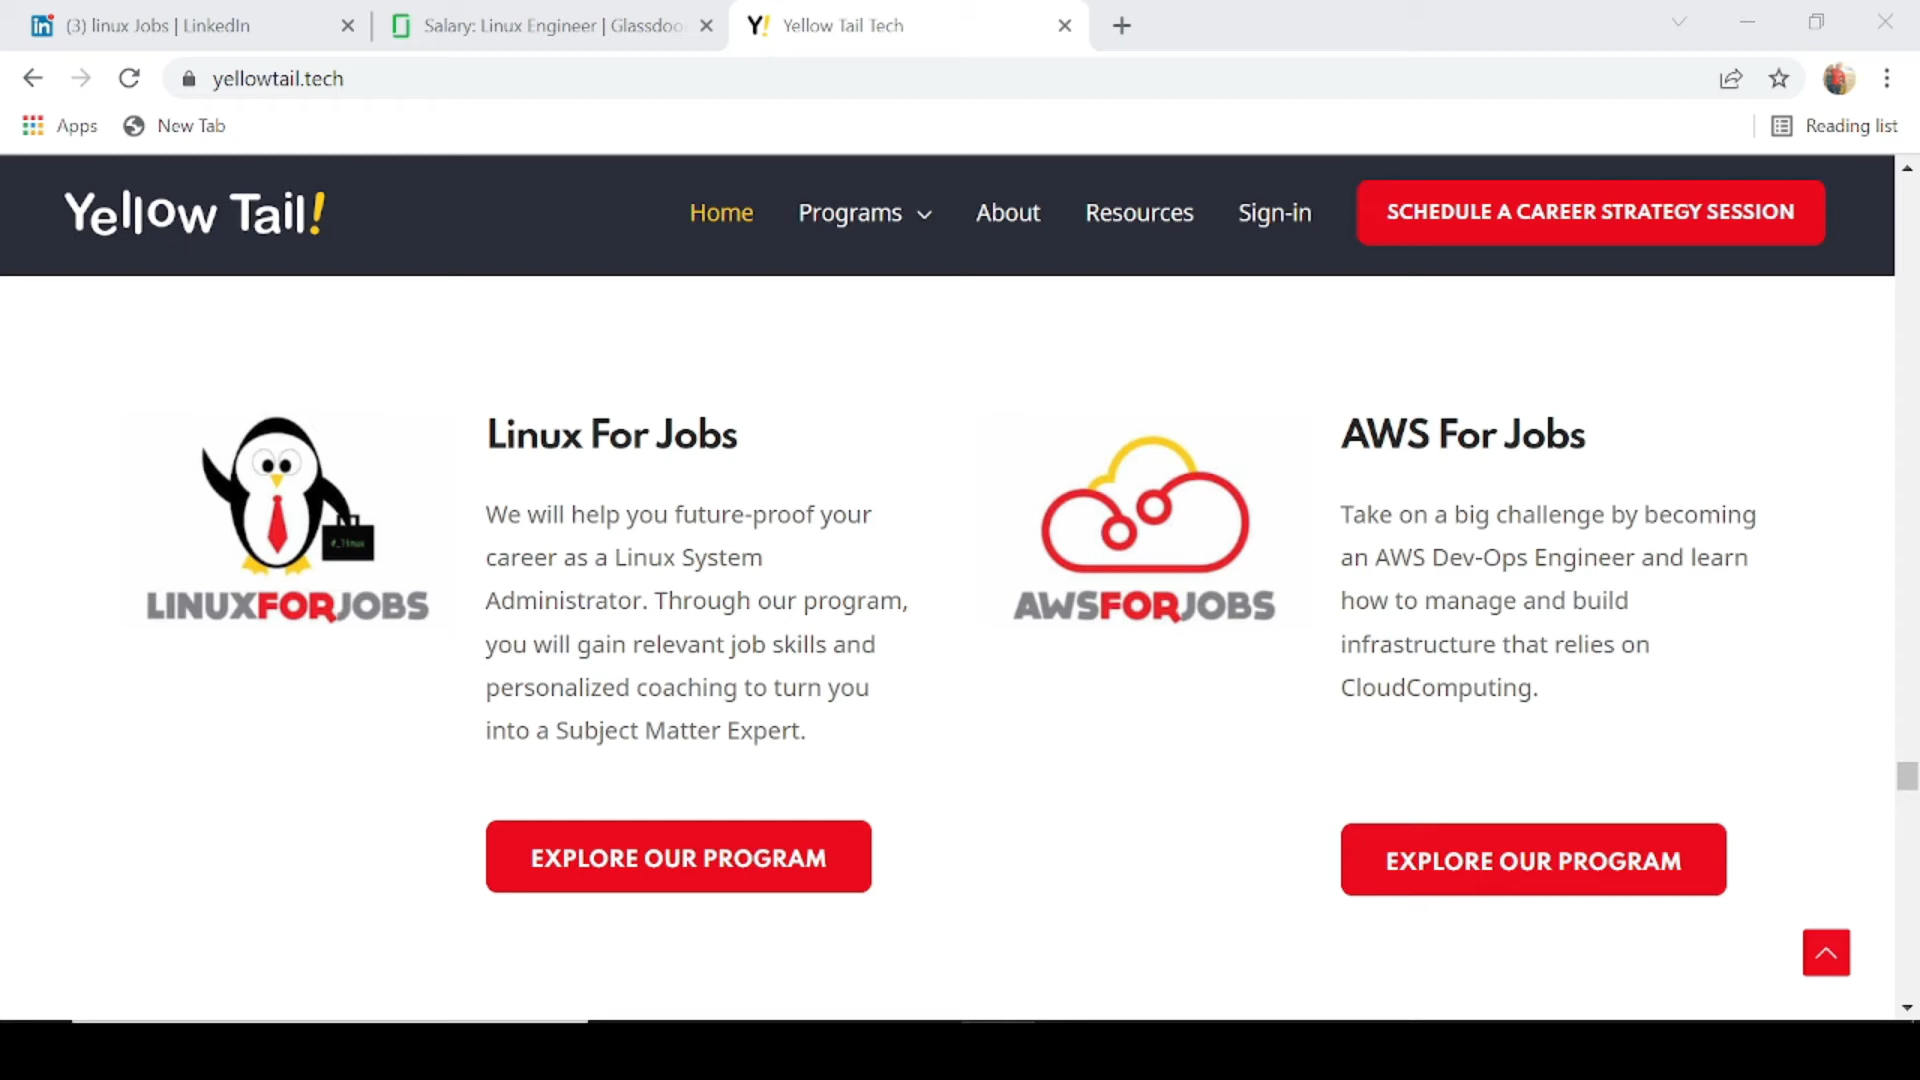 (3) linux Jobs | LinkedIn
Salary: Linux Engineer | Glassdoo
Y! Yellow Tail Tech
yellowtail.tech
Apps
New Tab
Reading list
Yellow Tail!
Home
Programs
About
Resources
Sign-in
SCHEDULE A CAREER STRATEGY SESSION
#_linux
LINUXFORJOBS
Linux For Jobs
We will help you future-proof your
career as a Linux System
Administrator. Through our program,
you will gain relevant job skills and
personalized coaching to turn you
into a Subject Matter Expert.
EXPLORE OUR PROGRAM
AWSFORJOBS
AWS For Jobs
Take on a big challenge by becoming
an AWS Dev-Ops Engineer and learn
how to manage and build
infrastructure that relies on
CloudComputing.
EXPLORE OUR PROGRAM